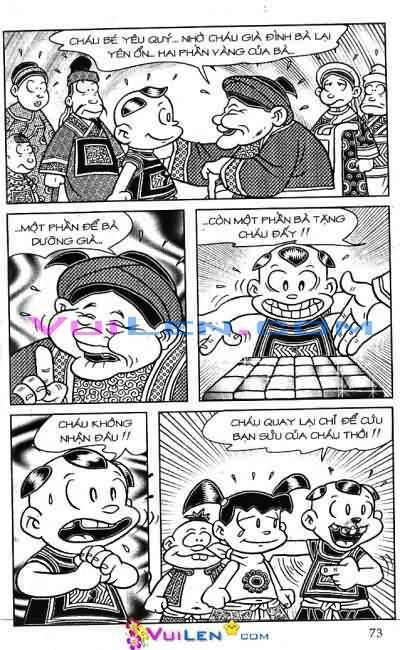 CHÁU BÉ YÊU QUÝ... NHỜ CHÁU GIA ĐÌNH BÀ LẠI
YÊN ỔN... HAI PHẦN VÀNG CỦA BÀ...
...MỘT PHẦN ĐỂ BÀ
DƯỠNG GIÀ...
...CÒN MỘT PHẦN BÀ TẶNG
CHÁU ĐÂY !!
VUILEN.COM
CHÁU KHÔNG
NHẬN ĐÂU !!
CHÁU QUAY LẠI CHỈ ĐỂ CỨU
BẠN SỬU CỦA CHÁU THÔI !!
73
VUILEN.COM